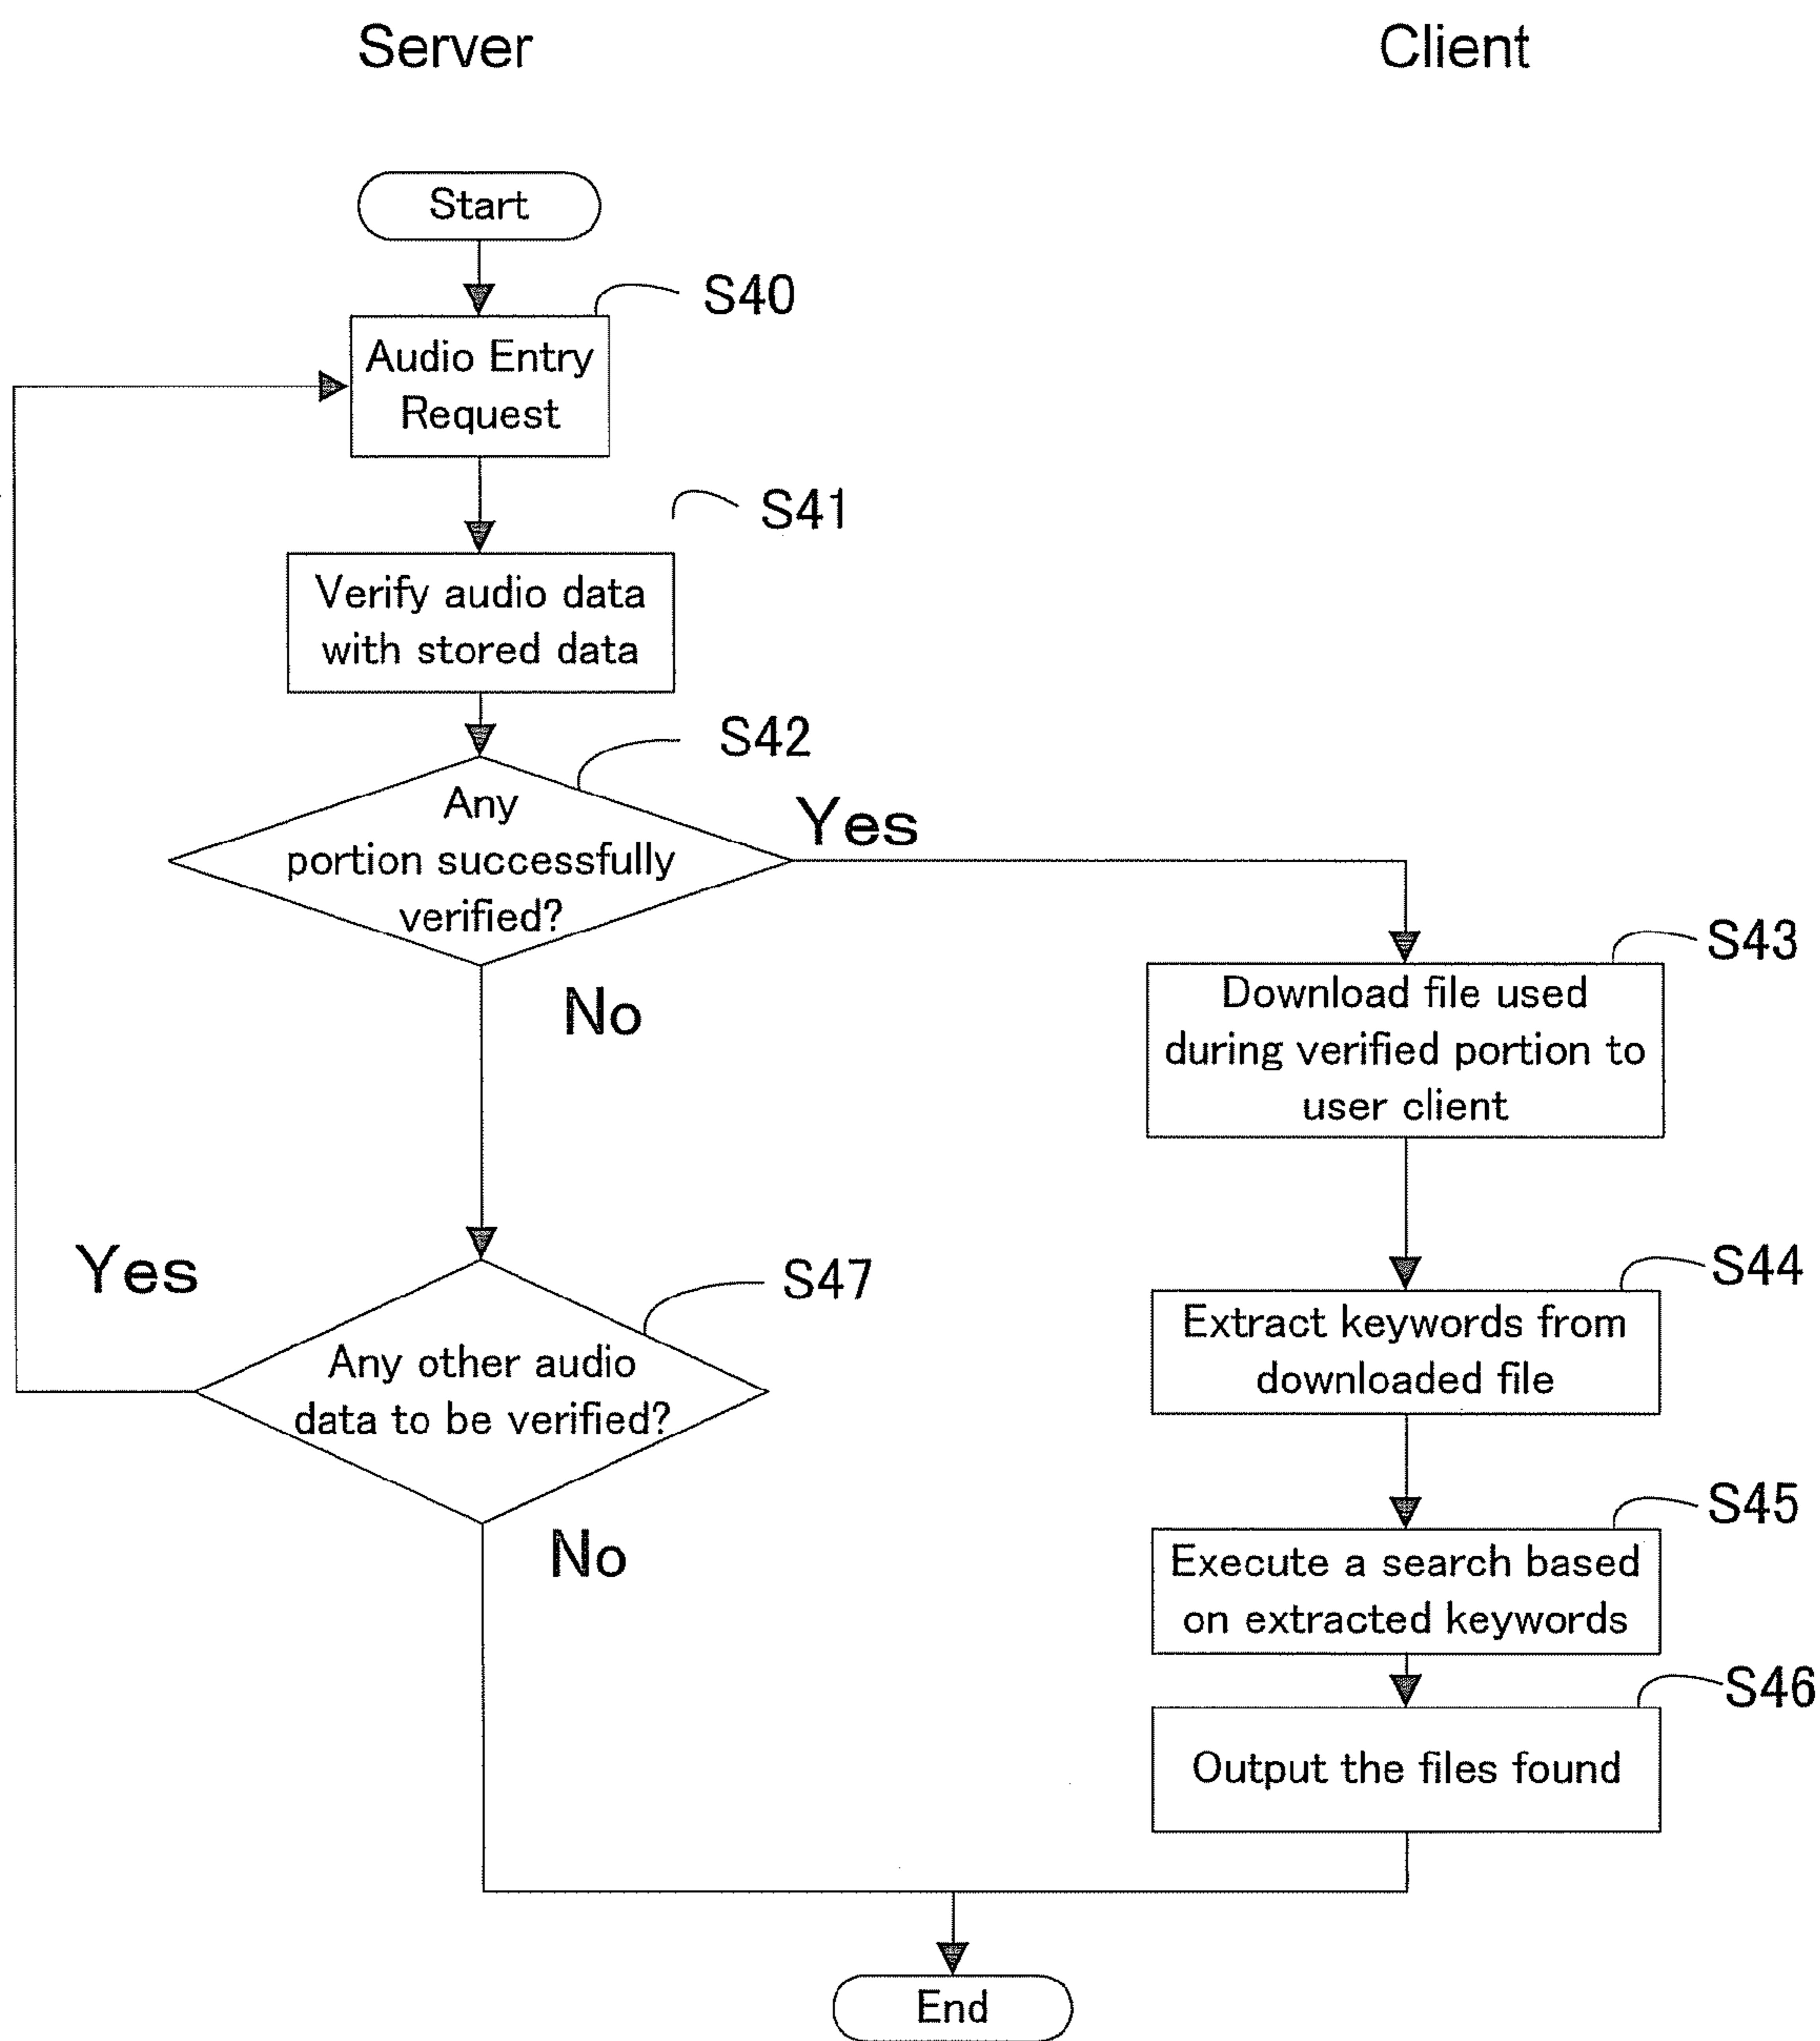 Server
Client
Start
S40
Audio Entry
Request
S41
Verify audio data
with stored data
S42
Any
portion successfully
verified?
Yes
No
S43
Download file used
during verified portion to
user client
S44
Extract keywords from
downloaded file
Yes
S47
Any other audio
data to be verified?
No
S45
Execute a search based
on extracted keywords
S46
Output the files found
End